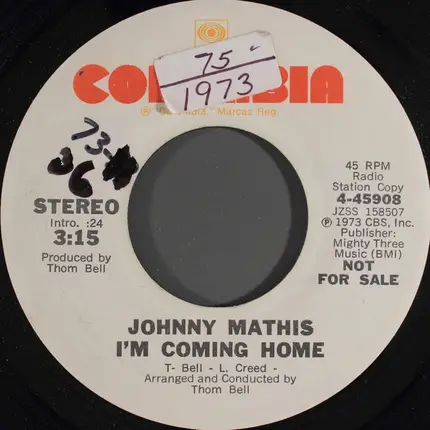 75¢
1973
COLUMBIA
® "Columbia" Marcas Reg.
73-
36
STEREO
Intro. :24
3:15
Produced by
Thom Bell
45 RPM
Radio
Station Copy
4-45908
JZSS 158507
℗ 1973 CBS, Inc.
Publisher:
Mighty Three
Music (BMI)
NOT
FOR SALE
JOHNNY MATHIS
I'M COMING HOME
T- Bell - L. Creed -
Arranged and Conducted by
Thom Bell